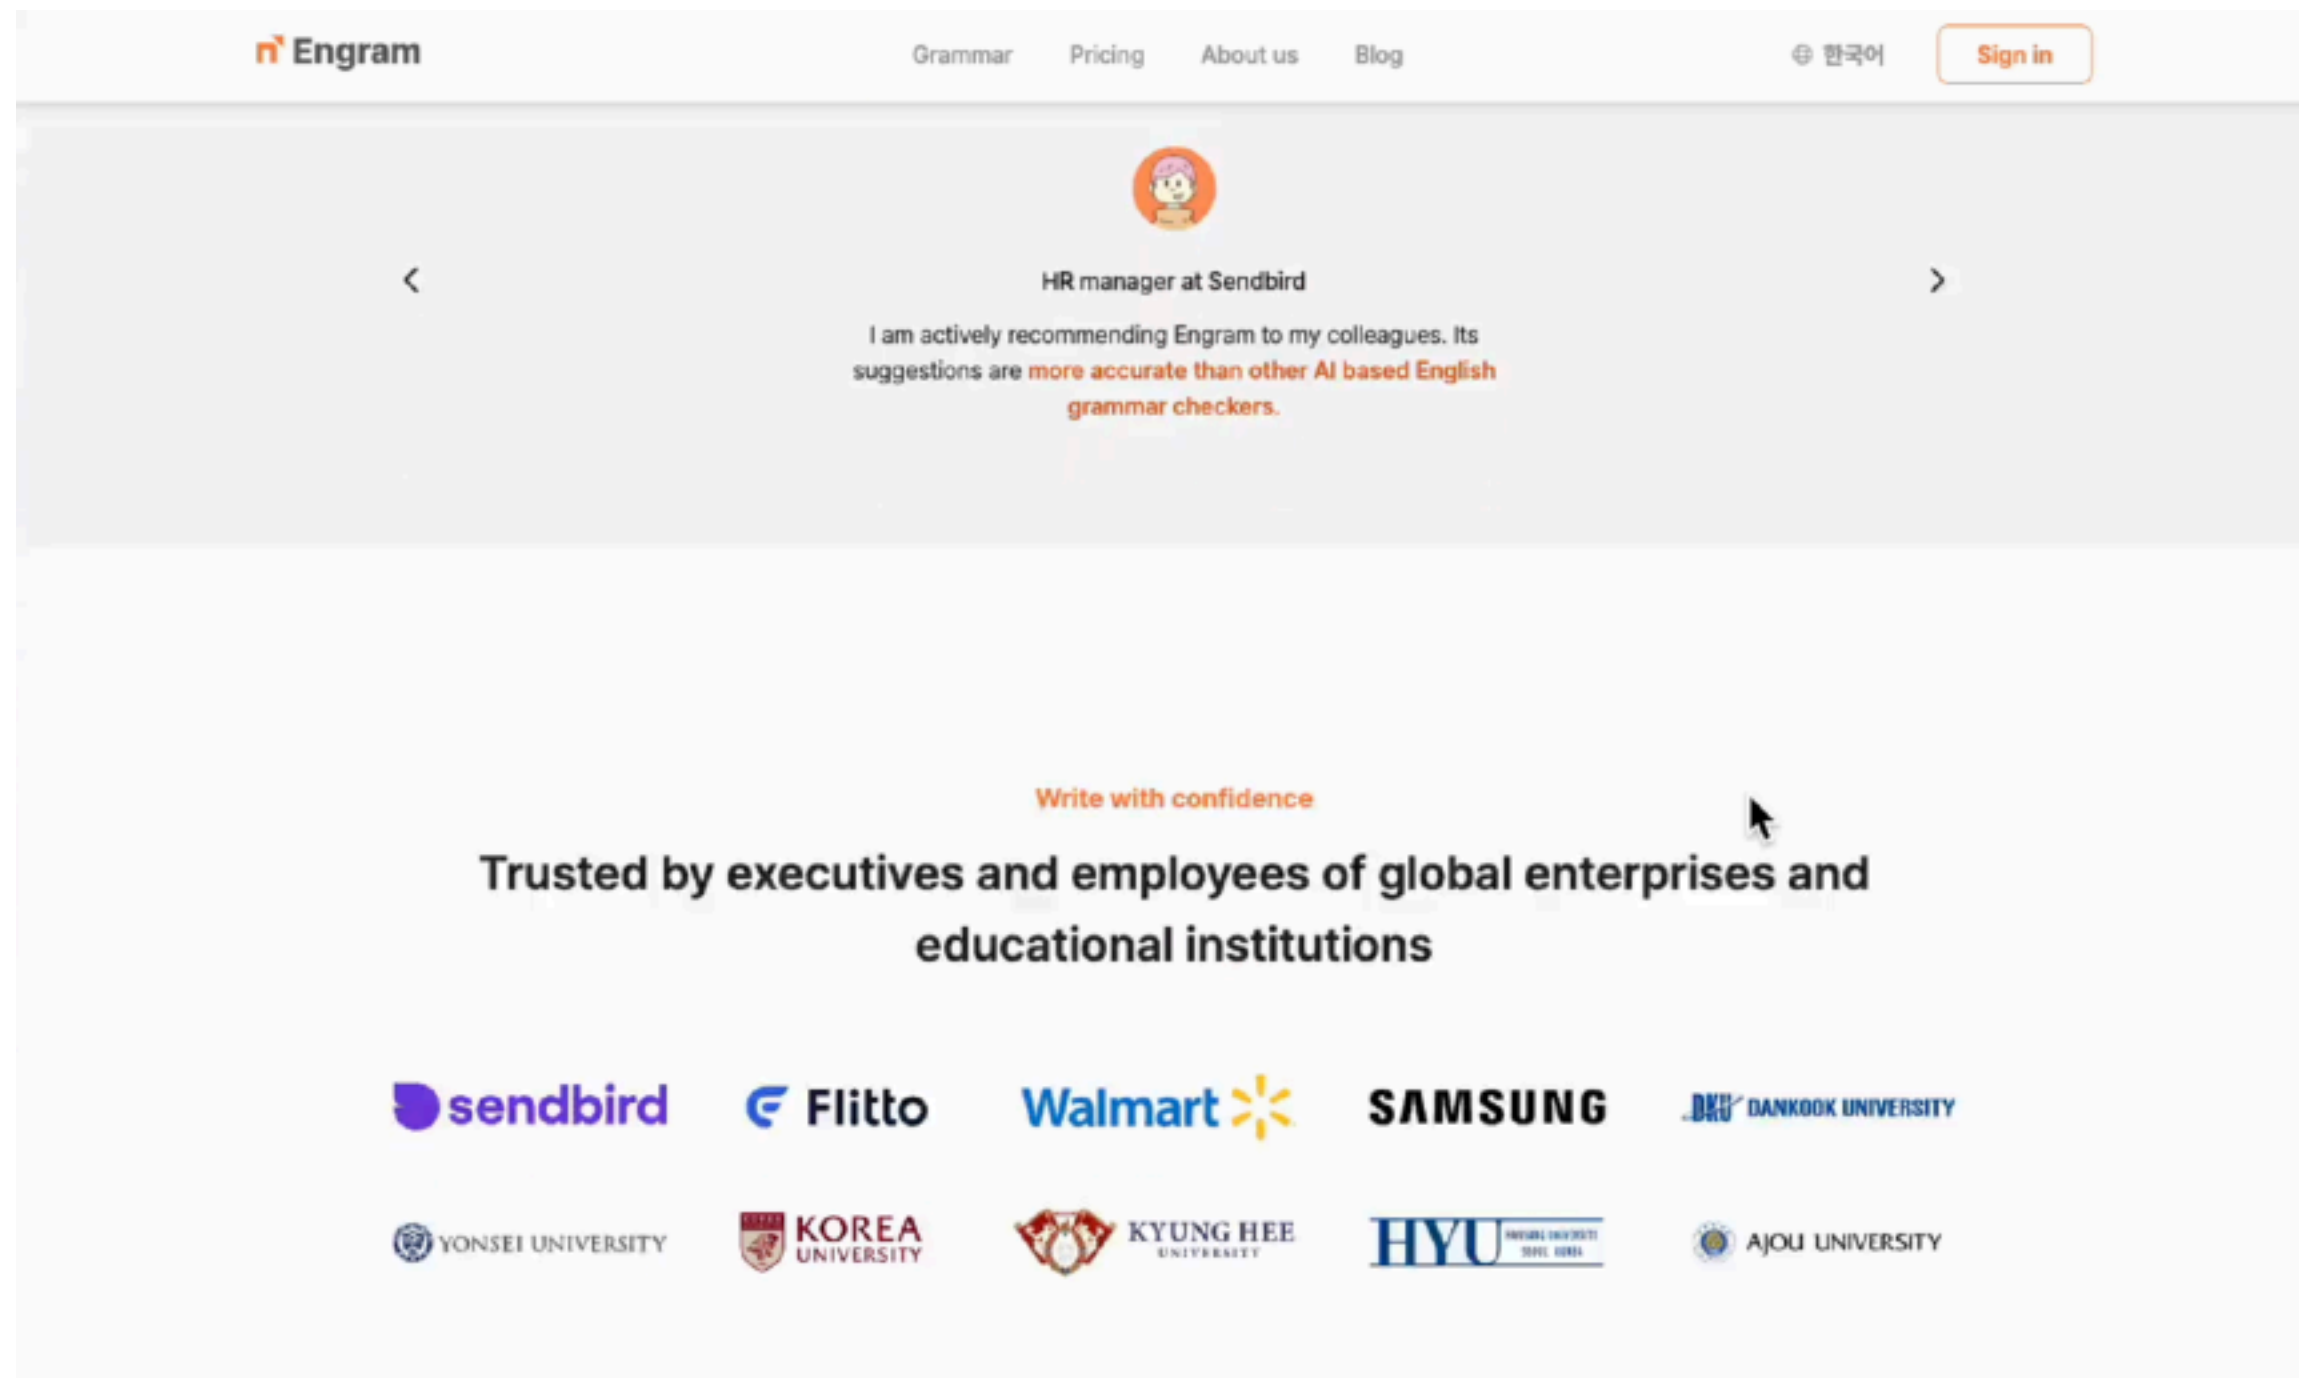 Engram
Grammar Pricing About us Blog
한국어
Sign in
HR manager at Sendbird
I am actively recommending Engram to my colleagues. Its
suggestions are more accurate than other AI based English
grammar checkers.
Write with confidence
Trusted by executives and employees of global enterprises and
educational institutions
sendbird
Flitto
Walmart
SAMSUNG
DKU DANKOOK UNIVERSITY
YONSEI UNIVERSITY
KOREA
UNIVERSITY
KYUNG HEE
UNIVERSITY
HYU
AJOU UNIVERSITY